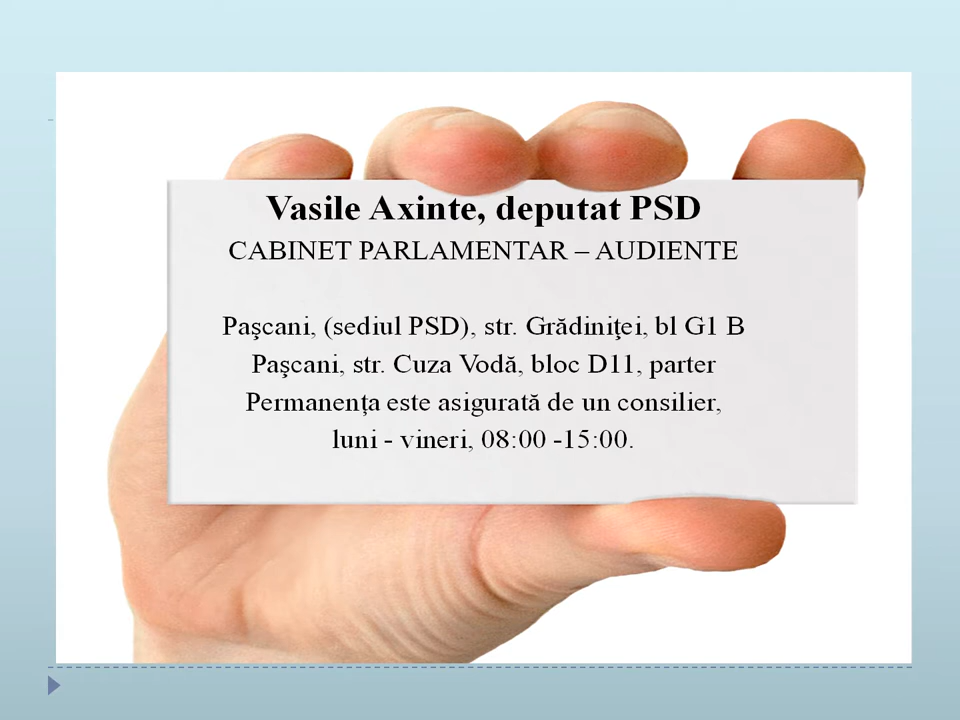 Vasile Axinte, deputat PSD
CABINET PARLAMENTAR – AUDIENTE
Paşcani, (sediul PSD), str. Grădiniţei, bl G1 B
Paşcani, str. Cuza Vodă, bloc D11, parter
Permanența este asigurată de un consilier,
luni - vineri, 08:00 -15:00.